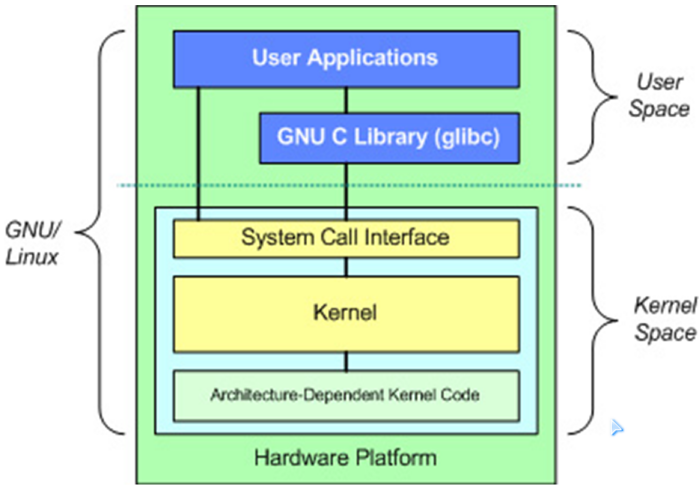 User Applications
GNU C Library (glibc)
User
Space
GNU/
Linux
System Call Interface
Kernel
Architecture-Dependent Kernel Code
Kernel
Space
Hardware Platform